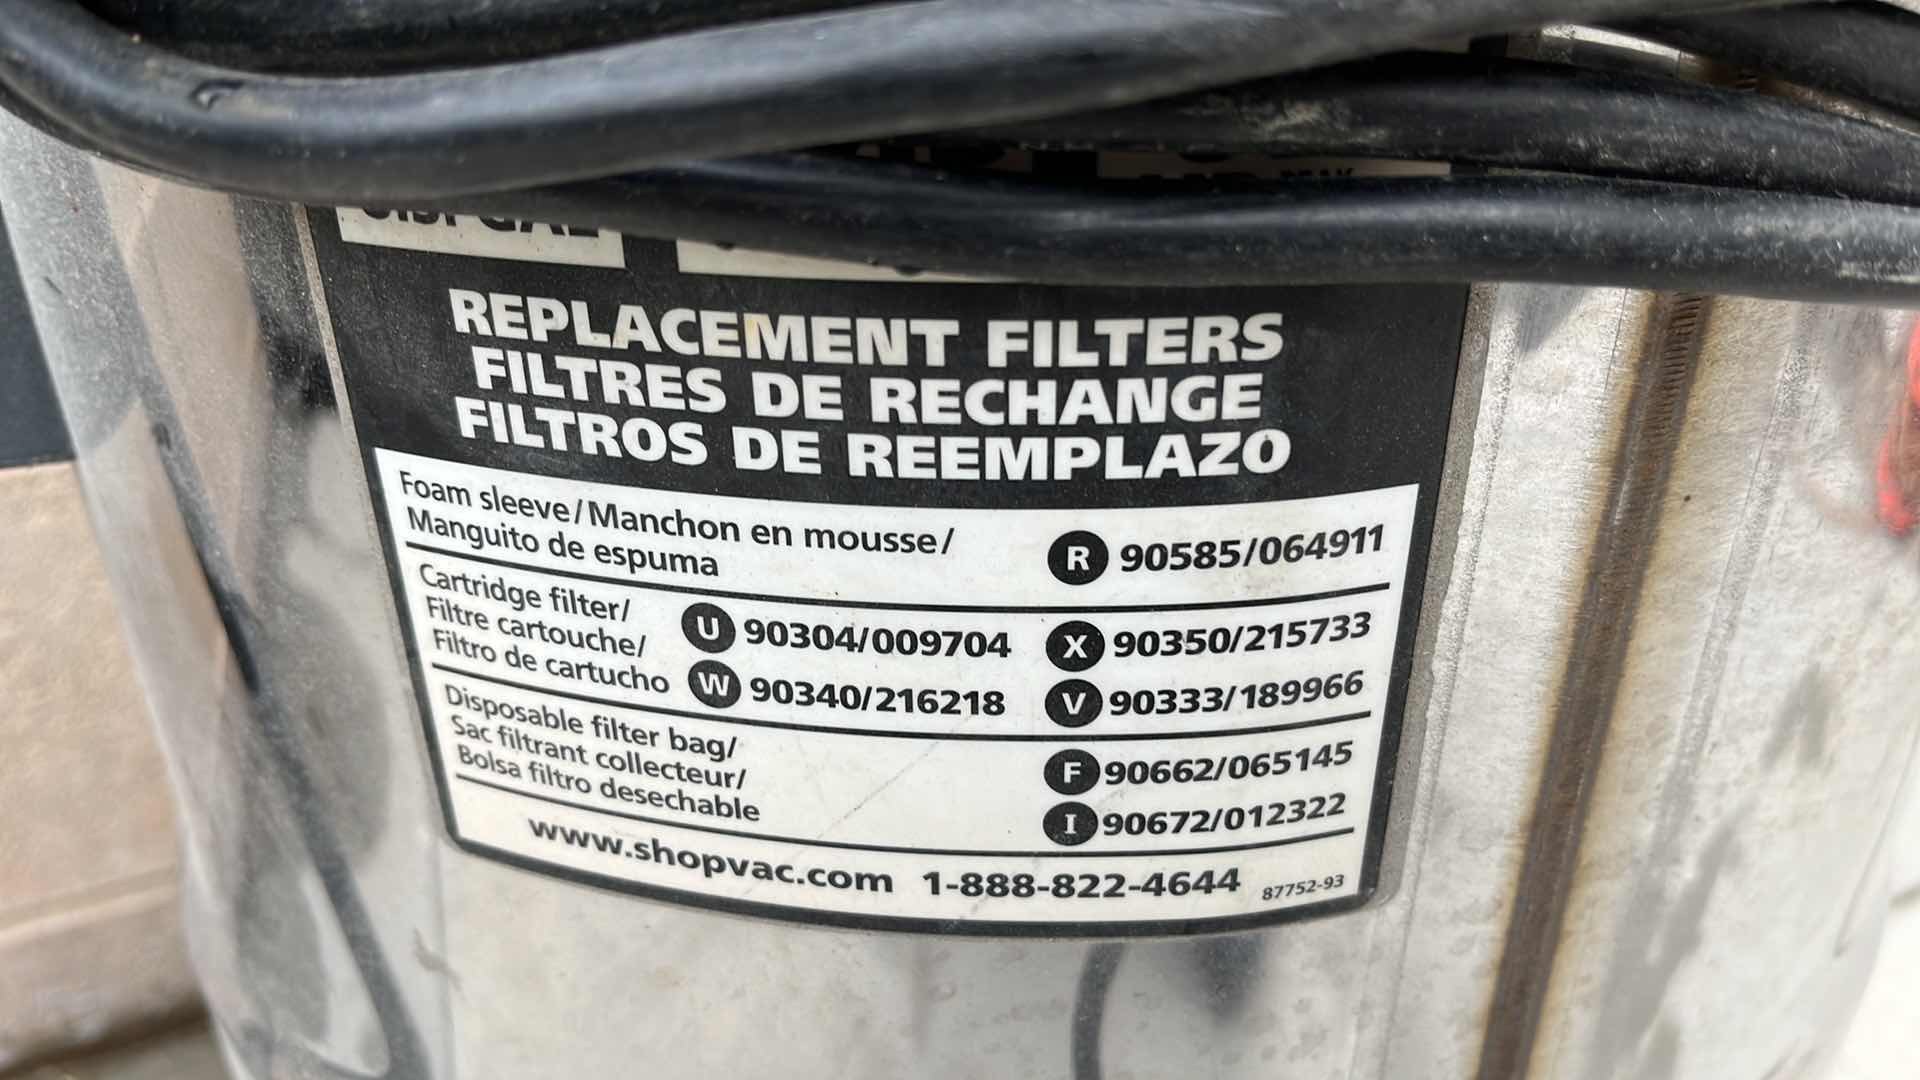 REPLACEMENT FILTERS
FILTRES DE RECHANGE
FILTROS DE REEMPLAZO
Foam sleeve/Manchon en mousse/
Manguito de espuma
R 90585/064911
Cartridge filter/
Filtre cartouche/
Filtro de cartucho
U 90304/009704 X 90350/215733
W 90340/216218 V 90333/189966
Disposable filter bag/
Sac filtrant collecteur/
Bolsa filtro desechable
F 90662/065145
I 90672/012322
www.shopvac.com 1-888-822-4644 87752-93